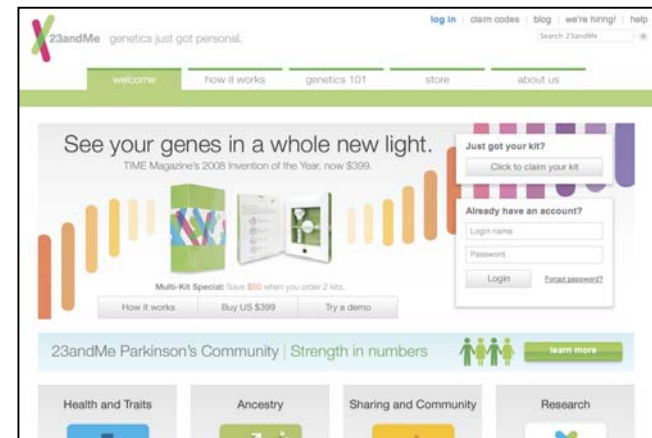 log in | claim codes | blog | we're hiring! | help
23andMe genetics just got personal.
Search 23andMe
welcome how it works genetics 101 store about us
See your genes in a whole new light.
TIME Magazine's 2008 Invention of the Year, now $399.
Multi-Kit Special: Save $50 when you order 2 kits.
How it works Buy US $399 Try a demo
Just got your kit?
Click to claim your kit
Already have an account?
Login name
Password
Login Forgot password?
23andMe Parkinson's Community | Strength in numbers learn more
Health and Traits Ancestry Sharing and Community Research